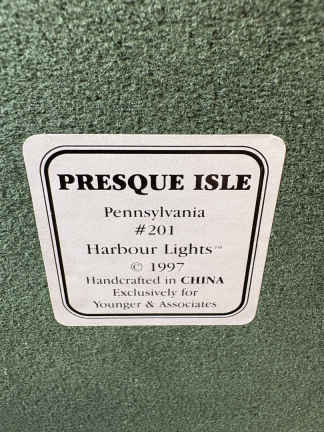 PRESQUE ISLE
Pennsylvania
#201
Harbour Lights™
© 1997
Handcrafted in CHINA
Exclusively for
Younger & Associates